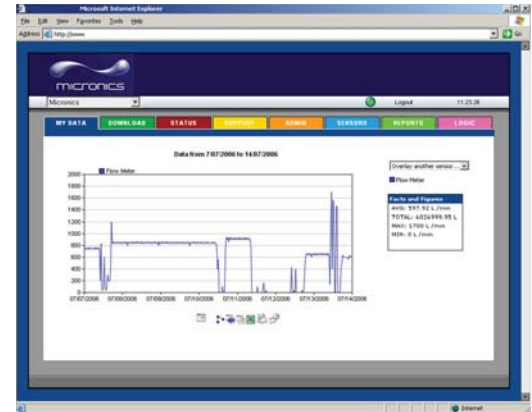 Microsoft Internet Explorer
File Edit View Favorites Tools Help
Address http://www Go
MICRONICS
Micronics Logout 11:23:26
MY DATA DOWNLOAD STATUS SUPPORT ADMIN SENSORS REPORTS LOGIC
Data from 7/07/2006 to 14/07/2006
Overlay another sensor...
Flow Meter
Flow Meter
Facts and Figures
AVG: 597.92 L/min
TOTAL: 6026999.95 L
MAX: 1700 L/min
MIN: 0 L/min
2000
1800
1600
1400
1200
1000
800
600
400
200
0
07/07/2006 07/08/2006 07/09/2006 07/10/2006 07/11/2006 07/12/2006 07/13/2006 07/14/2006
Internet